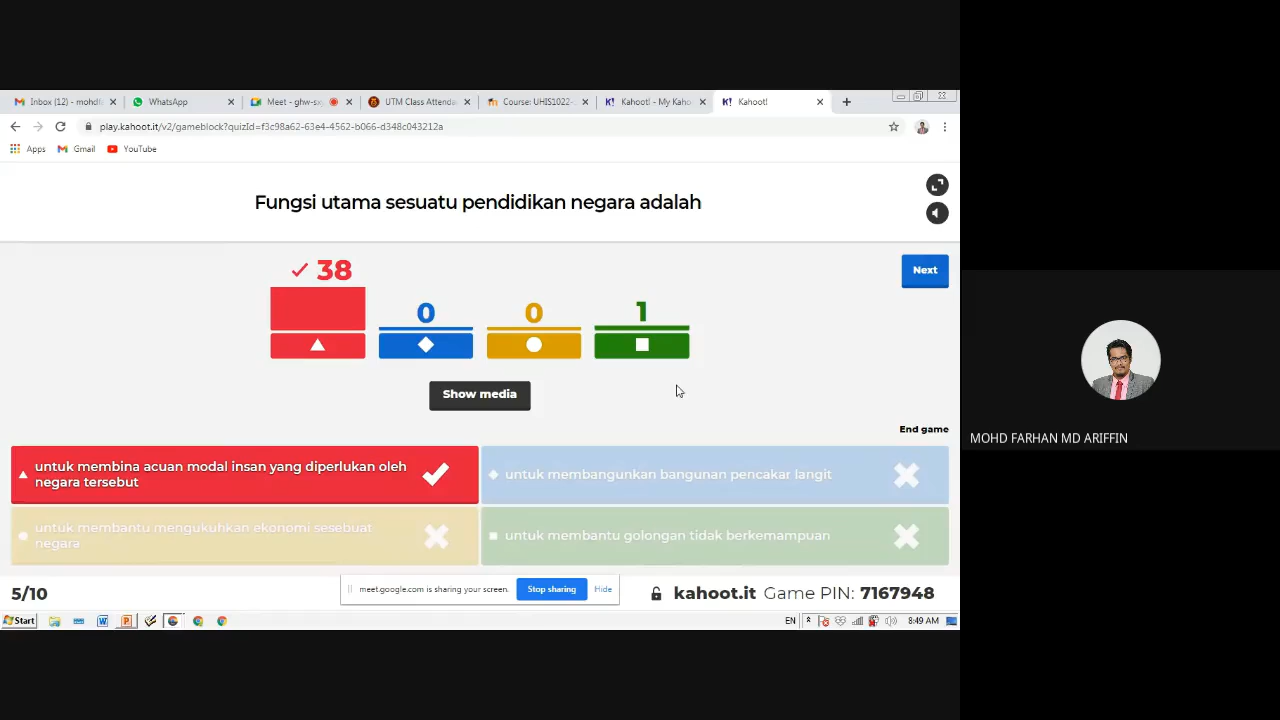 Inbox (12) - mohdf
WhatsApp
Meet - ghw-sx
UTM Class Attenda
Course: UHIS1022-
Kahoot! - My Kaho
Kahoot!
play.kahoot.it/v2/gameblock?quizId=f3c98a62-63e4-4562-b066-d348c043212a
Apps
Gmail
YouTube
Fungsi utama sesuatu pendidikan negara adalah
Next
38
0
0
1
Show media
End game
untuk membina acuan modal insan yang diperlukan oleh
negara tersebut
untuk membangunkan bangunan pencakar langit
untuk membantu mengukuhkan ekonomi sesebuat
negara
untuk membantu golongan tidak berkemampuan
5/10
meet.google.com is sharing your screen.
Stop sharing
Hide
kahoot.it Game PIN: 7167948
Start
EN
8:49 AM
MOHD FARHAN MD ARIFFIN